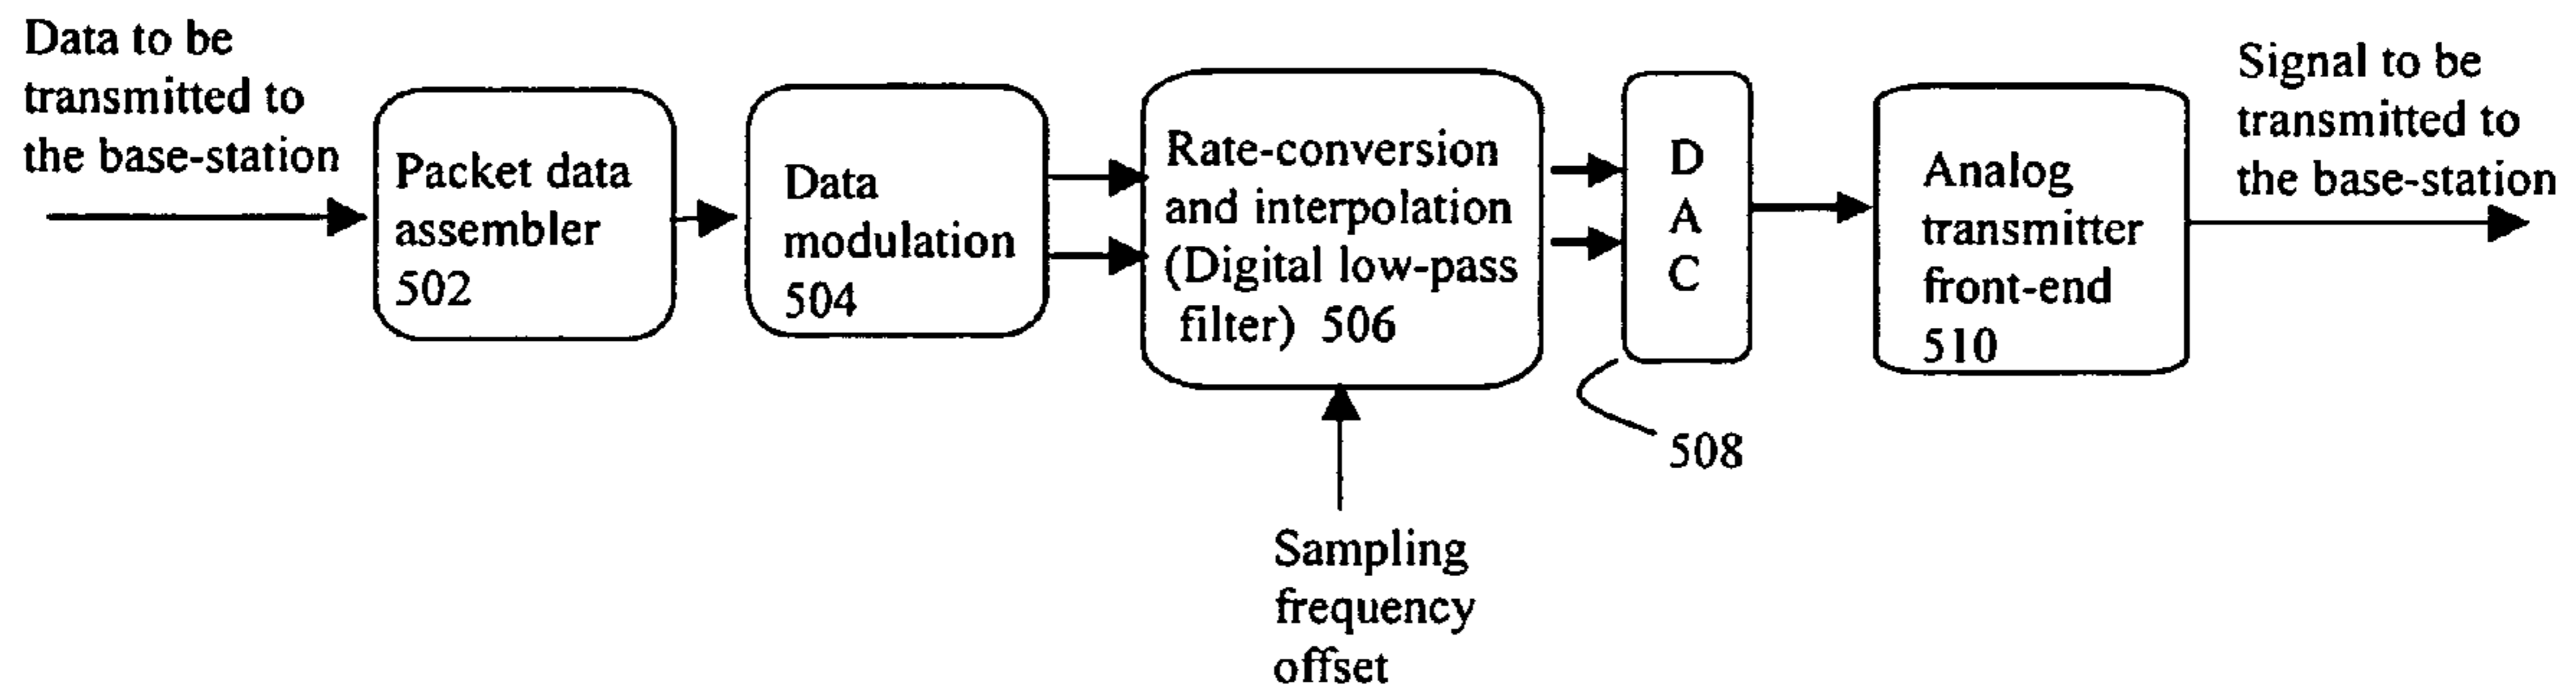 Data to be
transmitted to
the base-station
Packet data
assembler
502
Data
modulation
504
Rate-conversion
and interpolation
(Digital low-pass
filter) 506
D
A
C
508
Analog
transmitter
front-end
510
Signal to be
transmitted to
the base-station
Sampling
frequency
offset